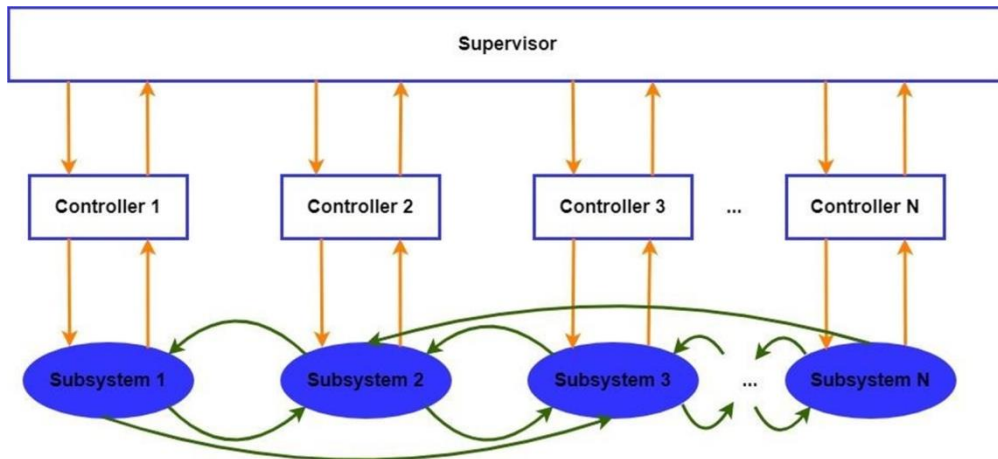 Supervisor
Controller 1
Controller 2
Controller 3
...
Controller N
Subsystem 1
Subsystem 2
Subsystem 3
...
Subsystem N